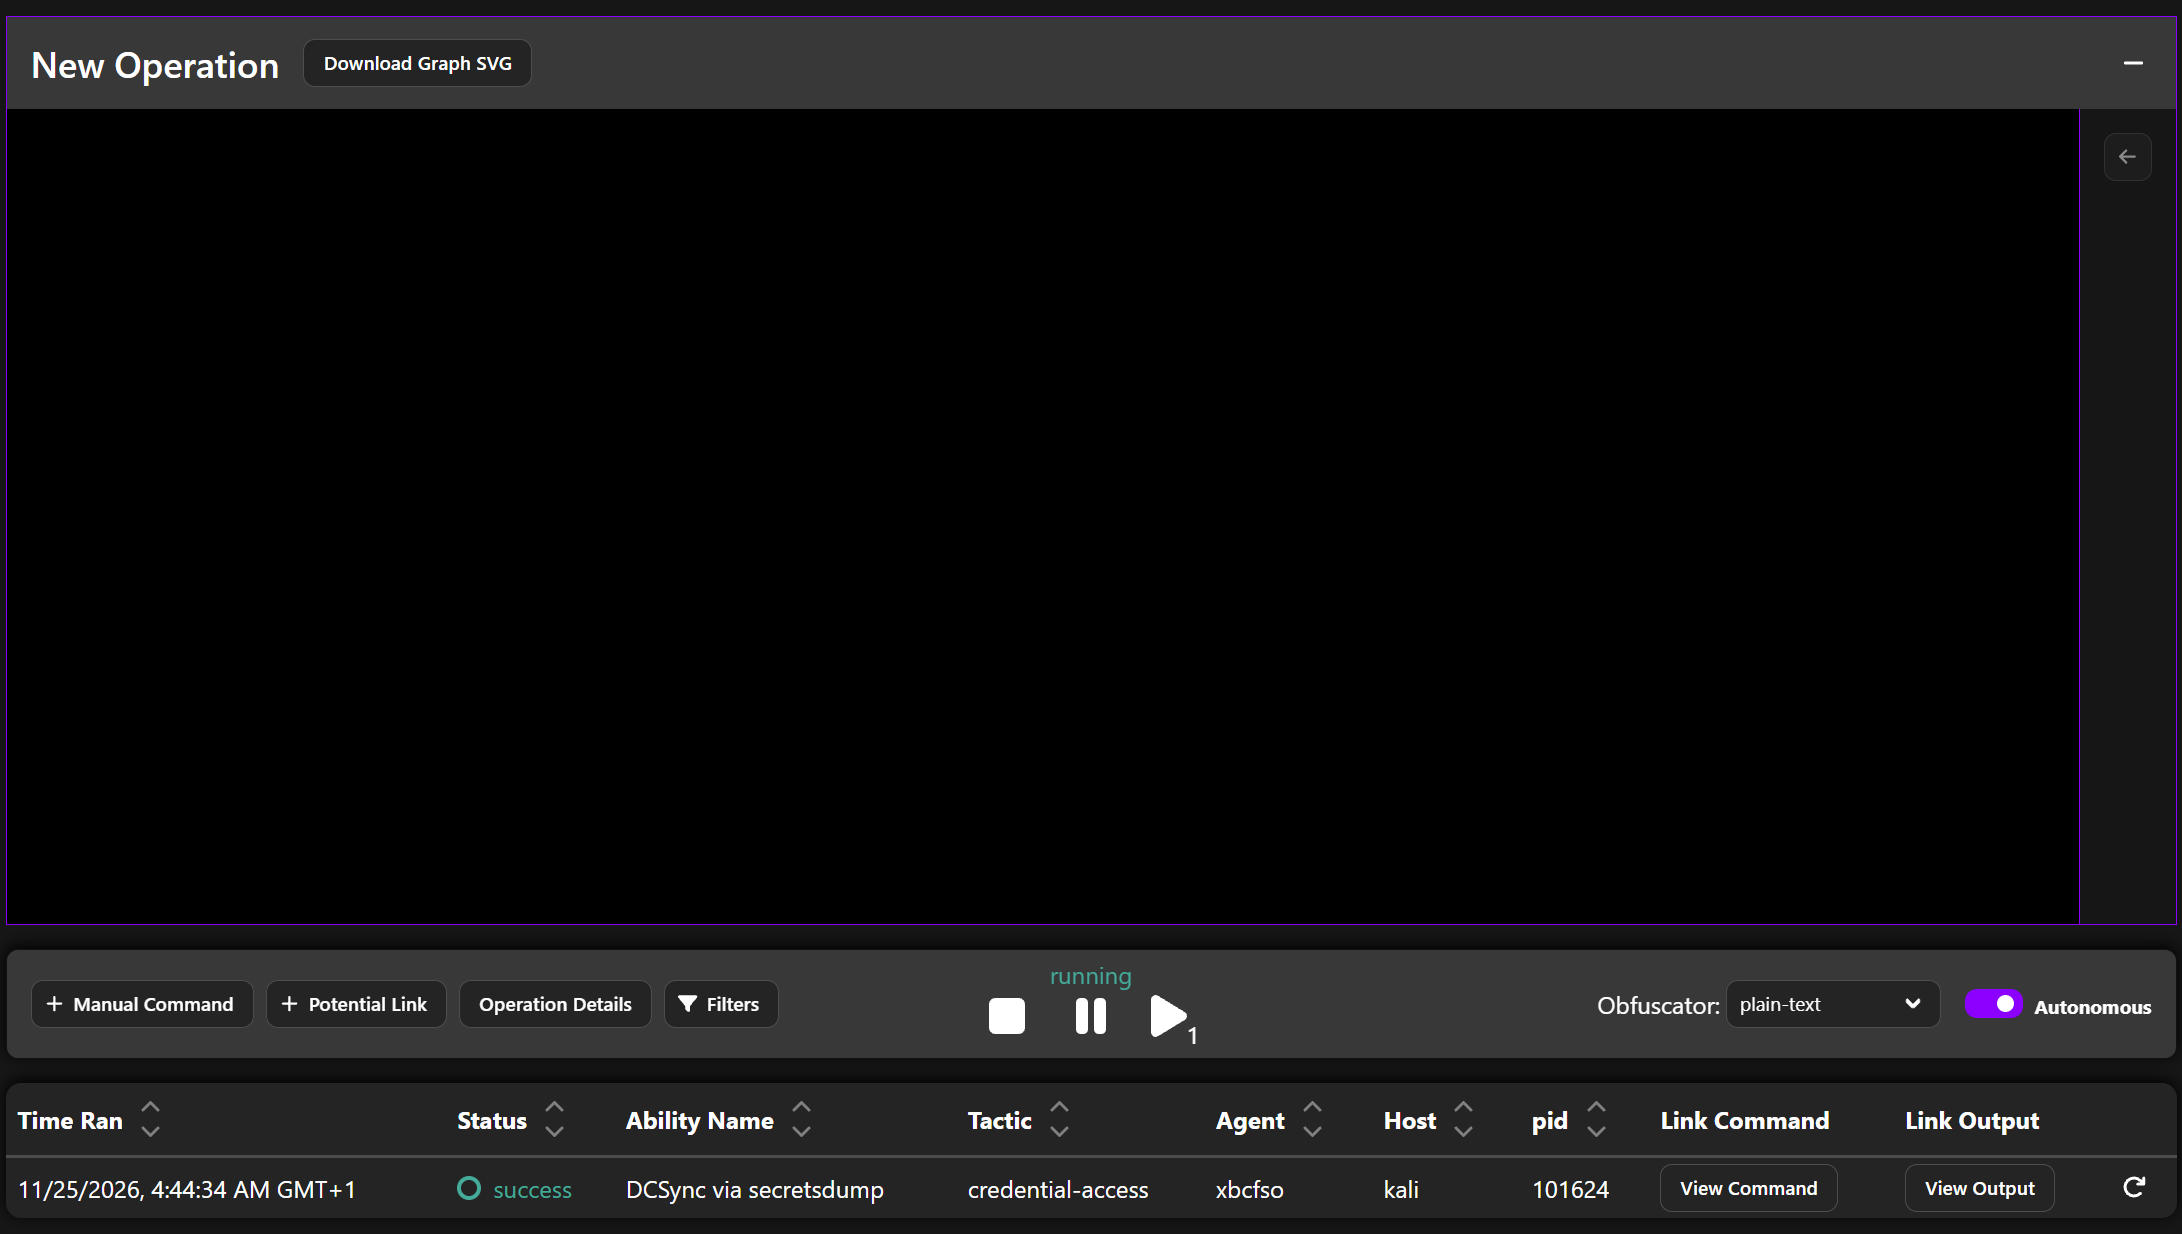 New Operation Download Graph SVG
running
Manual Command Potential Link Operation Details Filters 1 Obfuscator: plain-text Autonomous
Time Ran Status Ability Name Tactic Agent Host pid Link Command Link Output
11/25/2026, 4:44:34 AM GMT+1 success DCSync via secretsdump credential-access xbcfso kali 101624 View Command View Output